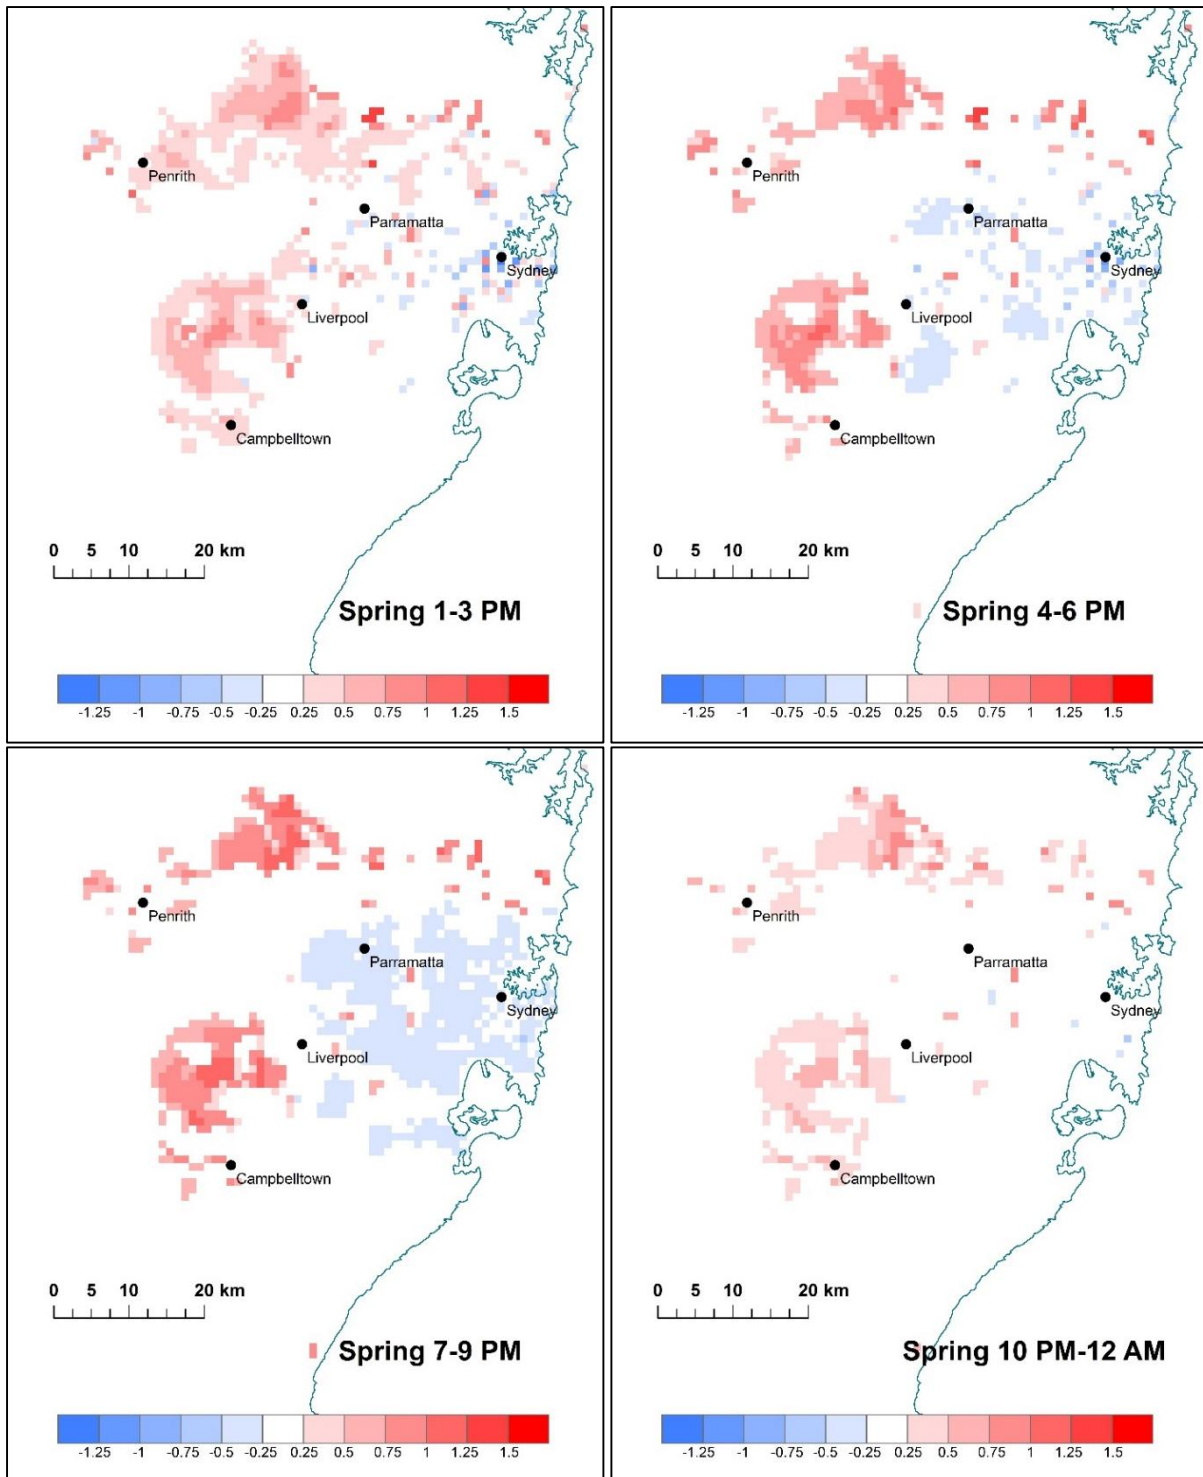 Penrith
Parramatta
Sydney
Liverpool
Campbelltown
0 5 10 20 km
Spring 1-3 PM
-1.25 -1 -0.75 -0.5 -0.25 0.25 0.5 0.75 1 1.25 1.5
Penrith
Parramatta
Sydney
Liverpool
Campbelltown
0 5 10 20 km
Spring 4-6 PM
-1.25 -1 -0.75 -0.5 -0.25 0.25 0.5 0.75 1 1.25 1.5
Penrith
Parramatta
Sydney
Liverpool
Campbelltown
0 5 10 20 km
Spring 7-9 PM
-1.25 -1 -0.75 -0.5 -0.25 0.25 0.5 0.75 1 1.25 1.5
Penrith
Parramatta
Sydney
Liverpool
Campbelltown
0 5 10 20 km
Spring 10 PM-12 AM
-1.25 -1 -0.75 -0.5 -0.25 0.25 0.5 0.75 1 1.25 1.5